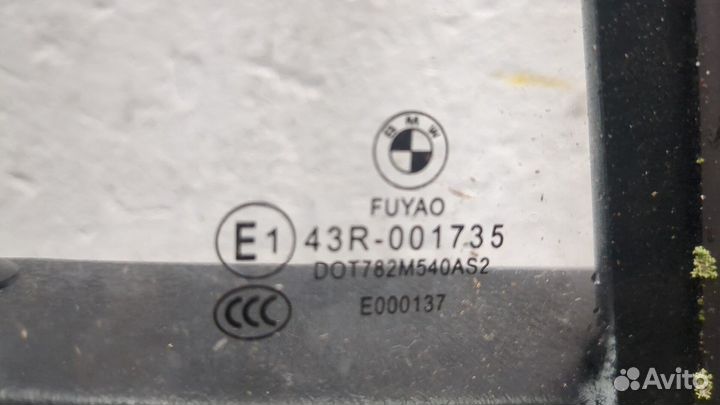 BMW
FUYAO
E1 43R-001735
DOT782M540AS2
CCC E000137
Avito